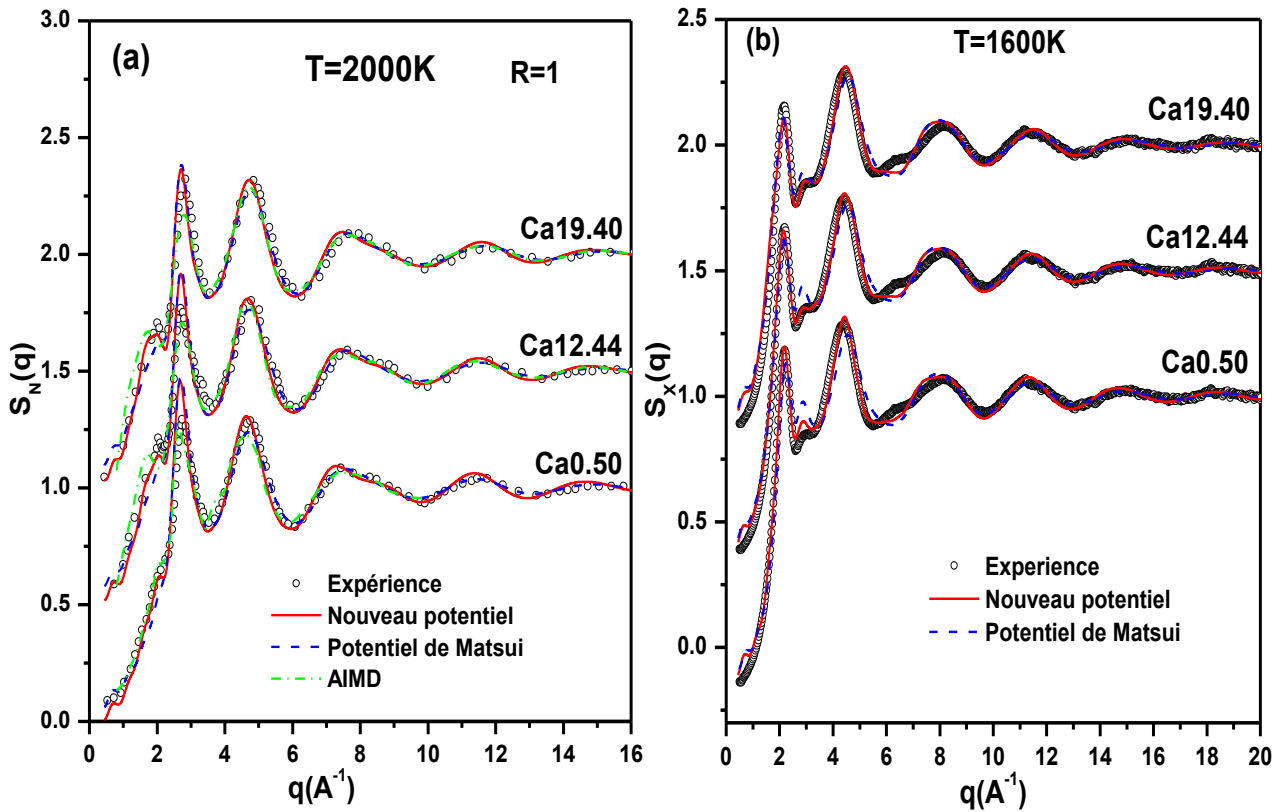 (a)
T=2000K
R=1
Ca19.40
Ca12.44
Ca0.50
Expérience
Nouveau potentiel
Potentiel de Matsui
AIMD
3.0
2.5
2.0
1.5
1.0
0.5
0.0
S_N(q)
0 2 4 6 8 10 12 14 16
q(A⁻¹)
(b)
T=1600K
Ca19.40
Ca12.44
Ca0.50
Experience
Nouveau potentiel
Potentiel de Matsui
2.5
2.0
1.5
1.0
0.5
0.0
S_X(q)
0 2 4 6 8 10 12 14 16 18 20
q(A⁻¹)